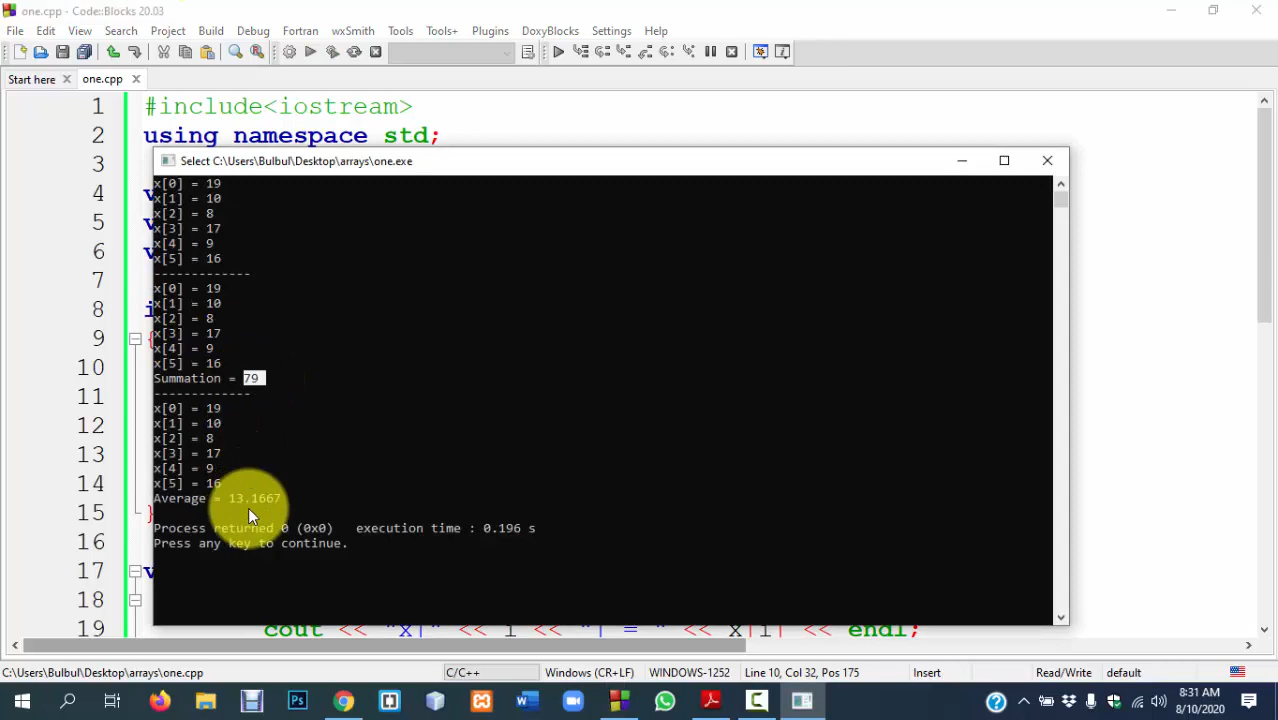 one.cpp - Code::Blocks 20.03
File Edit View Search Project Build Debug Fortran wxSmith Tools Tools+ Plugins DoxyBlocks Settings Help
Start here one.cpp
1 #include<iostream>
2 using namespace std;
3
Select C:\Users\Bulbul\Desktop\arrays\one.exe
4 v
5 v
6 v
7
8 i
9 {
10
11
12
13
14
15 }
16
17 v
18
x[0] = 19
x[1] = 10
x[2] = 8
x[3] = 17
x[4] = 9
x[5] = 16
-------------
x[0] = 19
x[1] = 10
x[2] = 8
x[3] = 17
x[4] = 9
x[5] = 16
Summation = 79
-------------
x[0] = 19
x[1] = 10
x[2] = 8
x[3] = 17
x[4] = 9
x[5] = 16
Average = 13.1667
Process returned 0 (0x0) execution time : 0.196 s
Press any key to continue.
19 cout << "x[" << i << "] = " << x[i] << endl;
C:\Users\Bulbul\Desktop\arrays\one.cpp C/C++ Windows (CR+LF) WINDOWS-1252 Line 10, Col 32, Pos 175 Insert Read/Write default
8:31 AM
8/10/2020